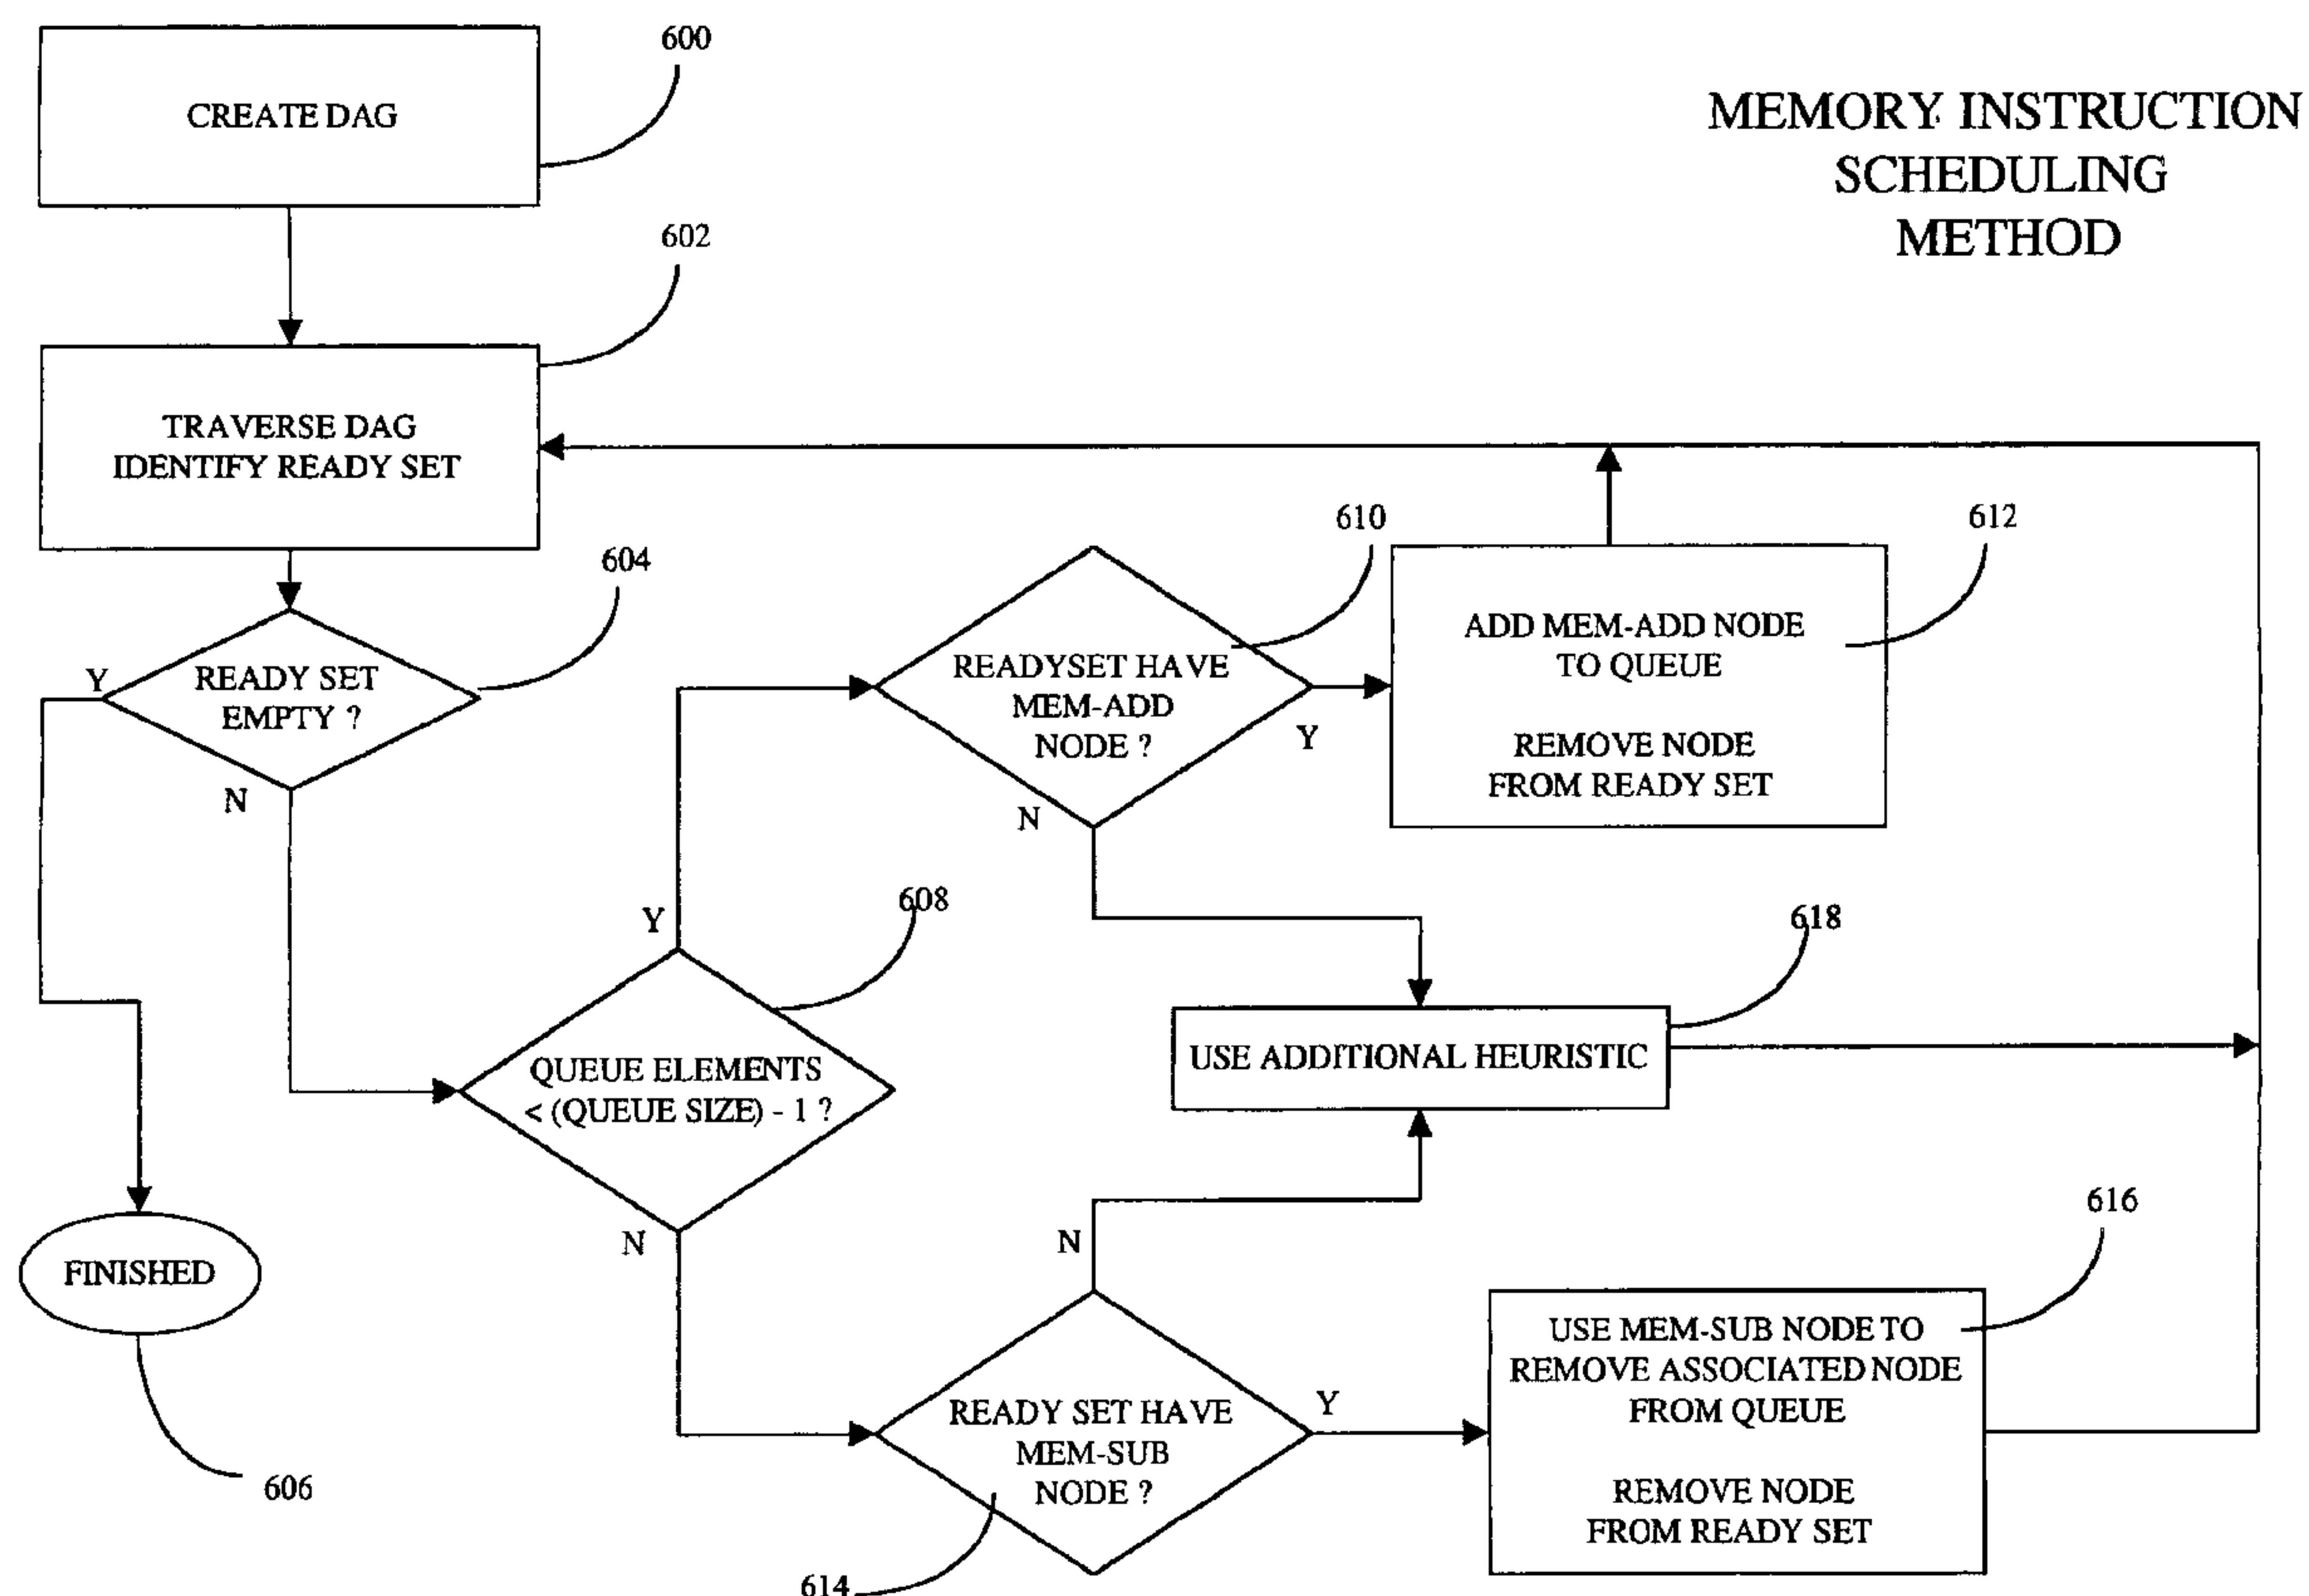 600
CREATE DAG
MEMORY INSTRUCTION
SCHEDULING
METHOD
602
TRAVERSE DAG
IDENTIFY READY SET
604
Y
READY SET
EMPTY ?
N
610
READYSET HAVE
MEM-ADD
NODE ?
Y
N
612
ADD MEM-ADD NODE
TO QUEUE
REMOVE NODE
FROM READY SET
608
Y
QUEUE ELEMENTS
< (QUEUE SIZE) - 1 ?
N
618
USE ADDITIONAL HEURISTIC
FINISHED
606
N
READY SET HAVE
MEM-SUB
NODE ?
Y
614
616
USE MEM-SUB NODE TO
REMOVE ASSOCIATED NODE
FROM QUEUE
REMOVE NODE
FROM READY SET